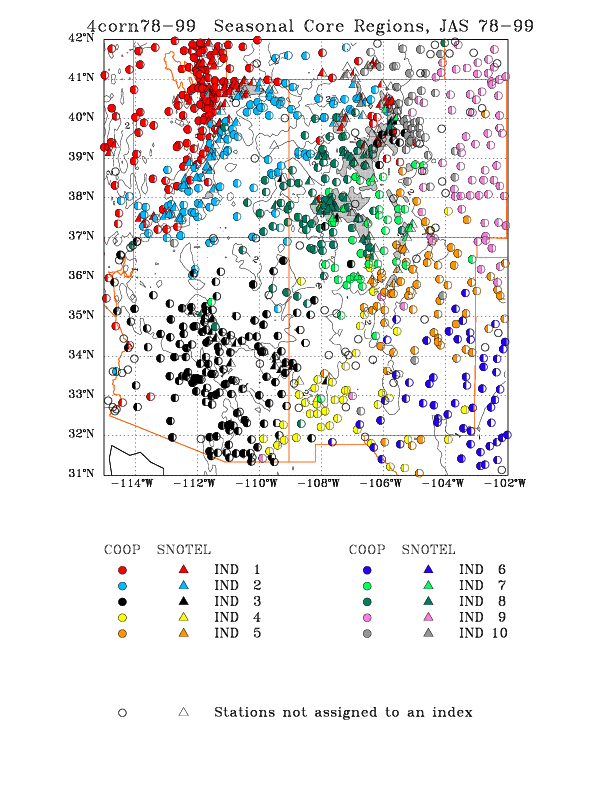 4corn78-99 Seasonal Core Regions, JAS 78-99
42°N
41°N
40°N
39°N
38°N
37°N
36°N
35°N
34°N
33°N
32°N
31°N
-114°W -112°W -110°W -108°W -106°W -104°W -102°W
COOP SNOTEL COOP SNOTEL
IND 1 IND 6
IND 2 IND 7
IND 3 IND 8
IND 4 IND 9
IND 5 IND 10
Stations not assigned to an index